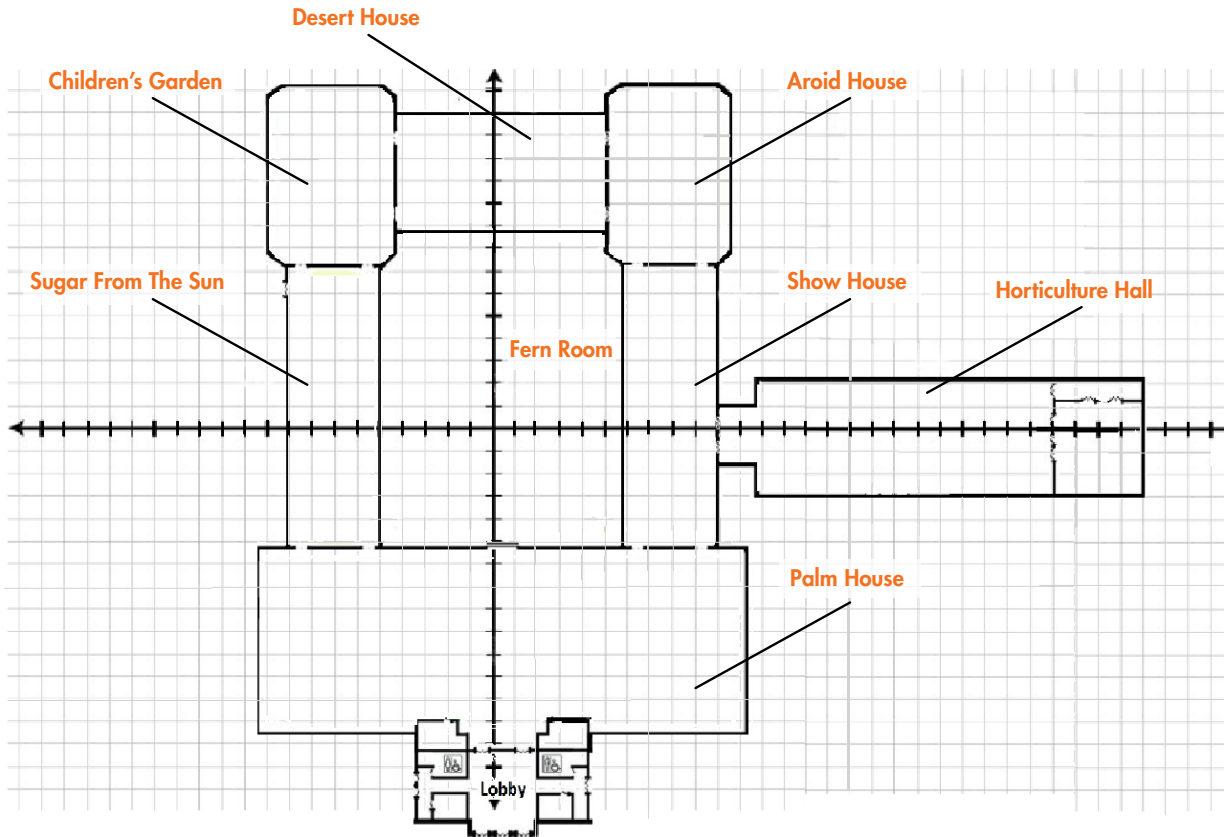 Desert House
Children's Garden
Aroid House
Sugar From The Sun
Show House
Horticulture Hall
Fern Room
Palm House
Lobby